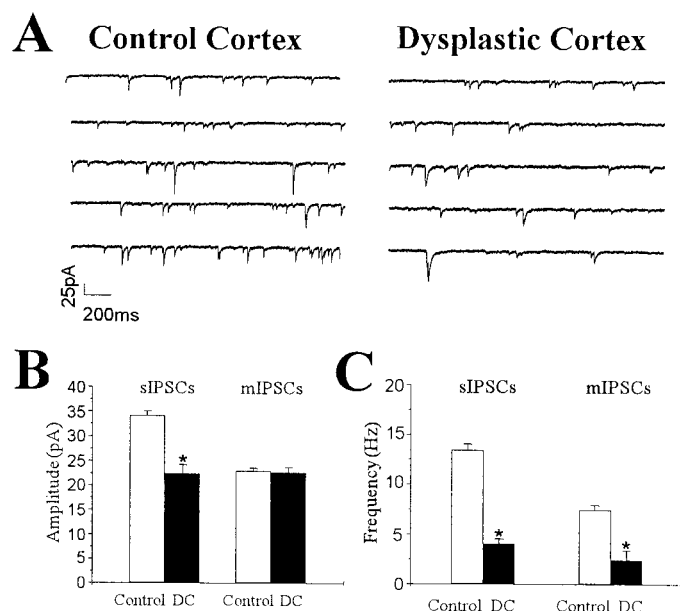 A
Control Cortex
Dysplastic Cortex
25pA
200ms
B
sIPSCs
mIPSCs
Amplitude (pA)
40
35
30
25
20
15
10
5
0
*
Control DC
Control DC
C
sIPSCs
mIPSCs
Frequency (Hz)
20
15
10
5
0
*
*
Control DC
Control DC